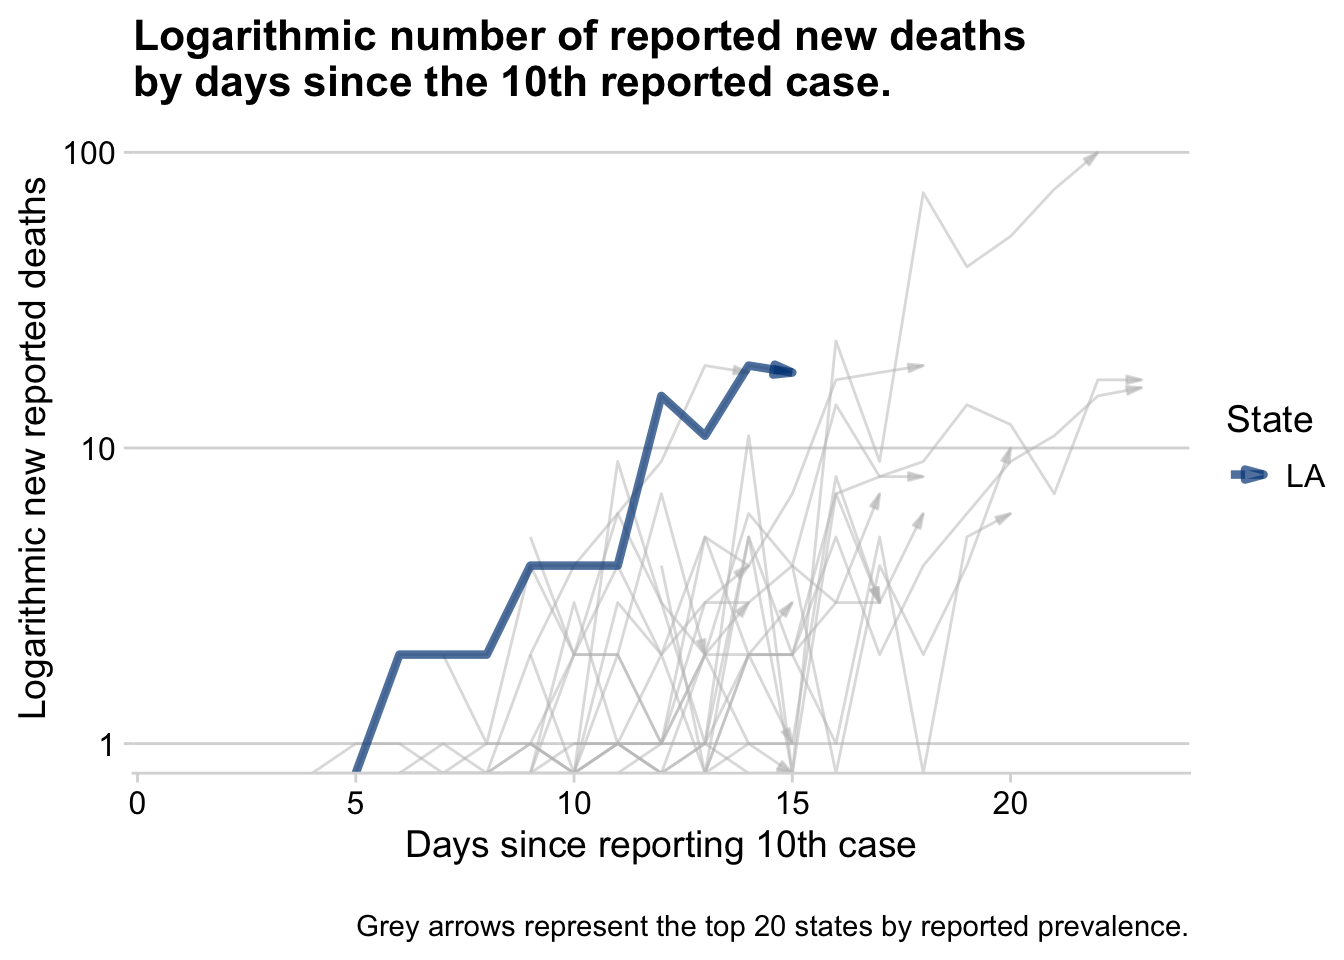 Logarithmic number of reported new deaths
by days since the 10th reported case.
Logarithmic new reported deaths
100
10
1
0
5
10
15
20
Days since reporting 10th case
State
LA
Grey arrows represent the top 20 states by reported prevalence.